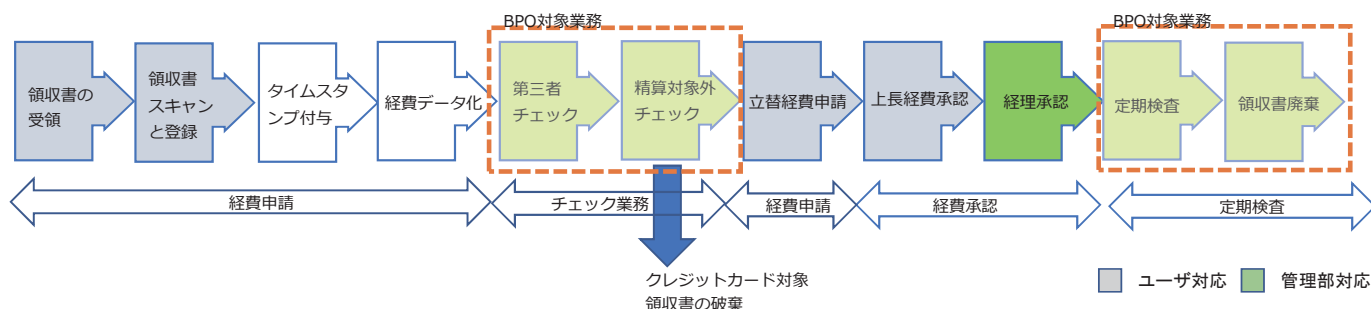 BPO対象業務
BPO対象業務
領収書の
受領
領収書
スキャン
と登録
タイムスタ
ンプ付与
経費データ化
第三者
チェック
精算対象外
チェック
立替経費申請
上長経費承認
経理承認
定期検査
領収書廃棄
経費申請
チェック業務
経費申請
経費承認
定期検査
クレジットカード対象
領収書の破棄
ユーザ対応
管理部対応